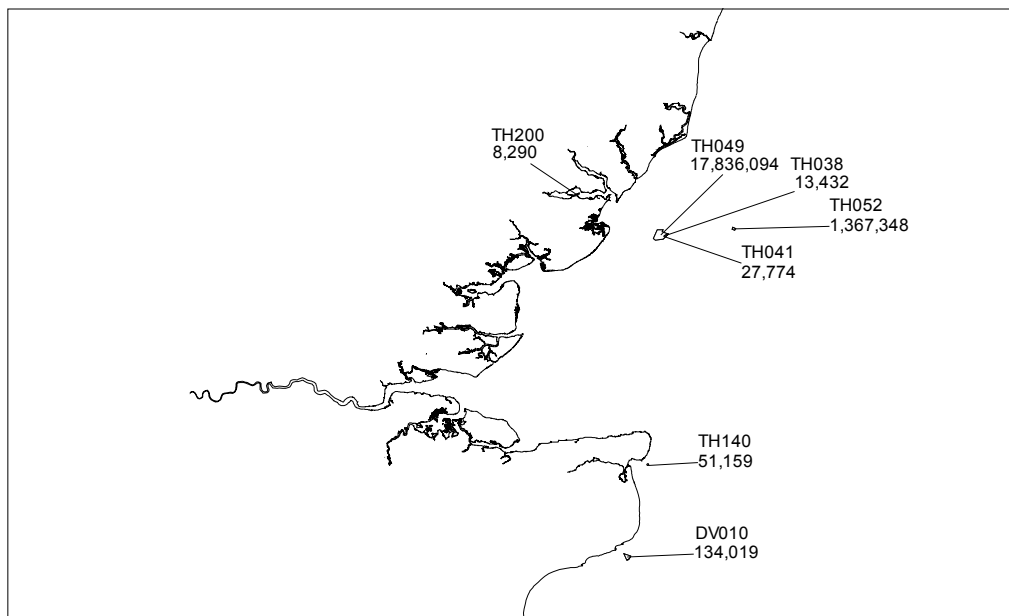 TH200
8,290
TH049
17,836,094
TH038
13,432
TH052
1,367,348
TH041
27,774
TH140
51,159
DV010
134,019